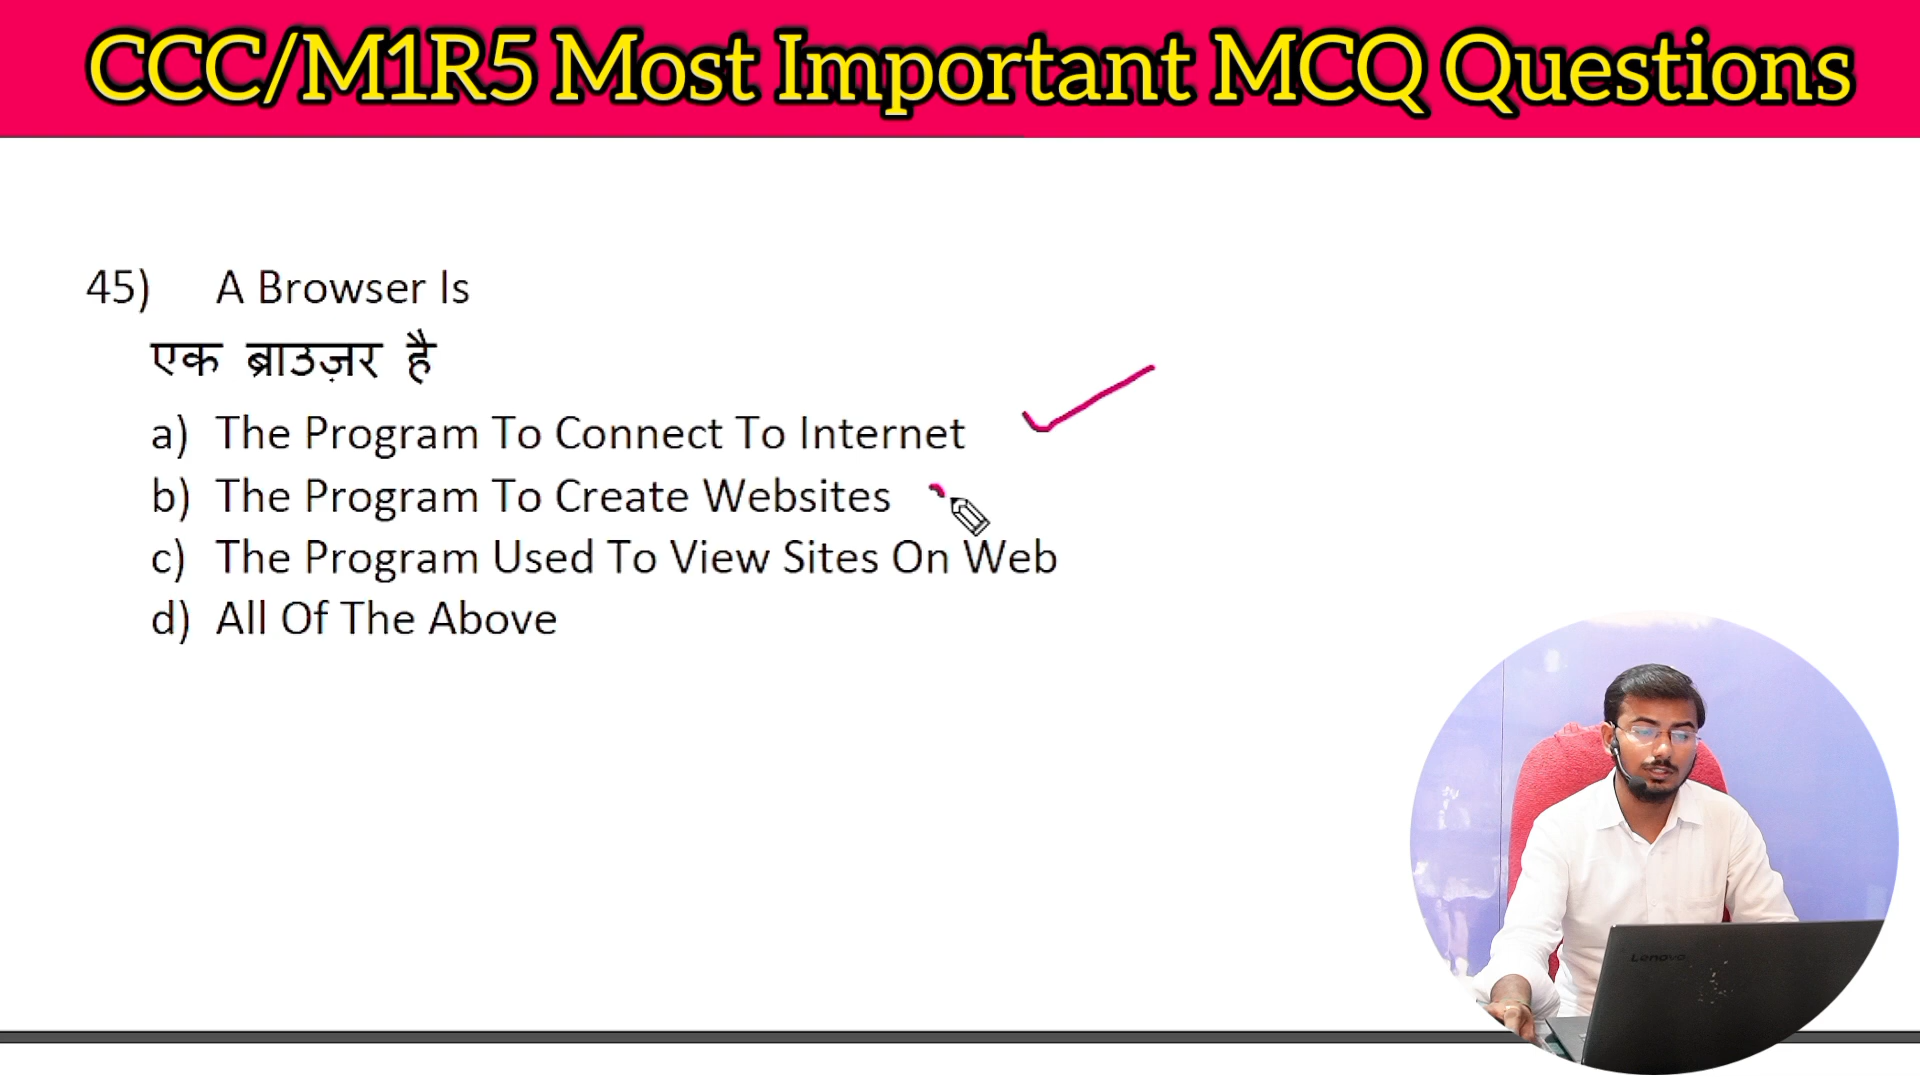 CCC/M1R5 Most Important MCQ Questions
45) A Browser Is
एक ब्राउज़र है
a) The Program To Connect To Internet
b) The Program To Create Websites
c) The Program Used To View Sites On Web
d) All Of The Above
Lenovo